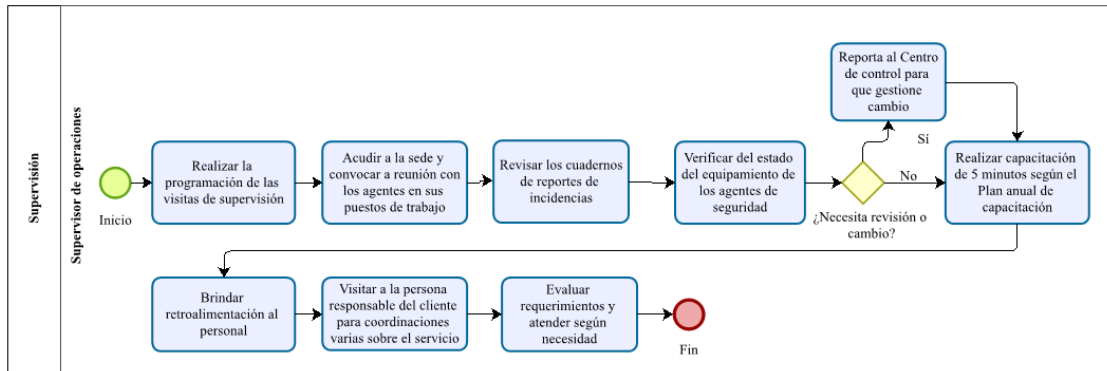 Supervisión
Supervisor de operaciones
Inicio
Realizar la
programación de las
visitas de supervisión
Acudir a la sede y
convocar a reunión con
los agentes en sus
puestos de trabajo
Revisar los cuadernos
de reportes de
incidencias
Verificar del estado
del equipamiento de
los agentes de
seguridad
¿Necesita revisión o
cambio?
Sí
Reporta al Centro
de control para
que gestione
cambio
No
Realizar capacitación
de 5 minutos según el
Plan anual de
capacitación
Brindar
retroalimentación al
personal
Visitar a la persona
responsable del cliente
para coordinaciones
varias sobre el servicio
Evaluar
requerimientos y
atender según
necesidad
Fin